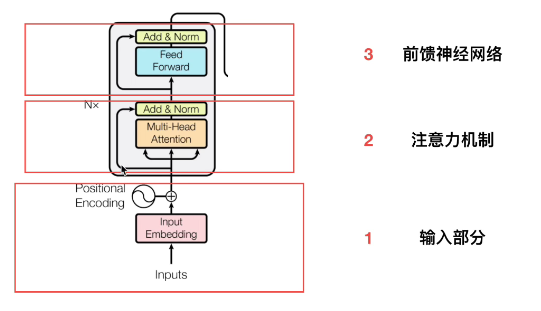 Add & Norm
Feed
Forward
3 前馈神经网络
Nx
Add & Norm
Multi-Head
Attention
2 注意力机制
Positional
Encoding
Input
Embedding
1 输入部分
Inputs